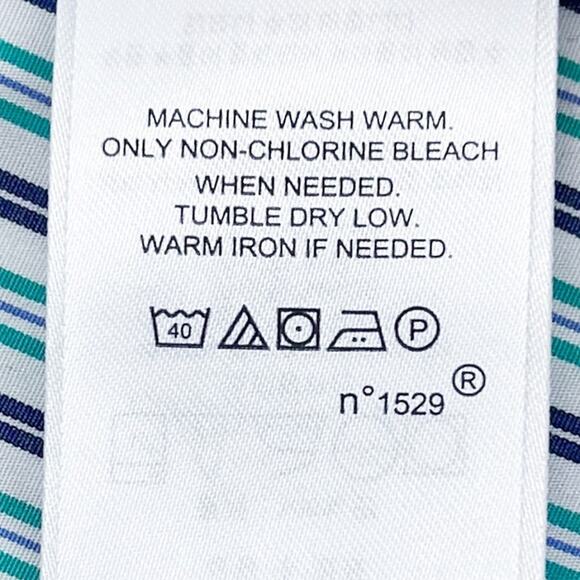 MACHINE WASH WARM.
ONLY NON-CHLORINE BLEACH
WHEN NEEDED.
TUMBLE DRY LOW.
WARM IRON IF NEEDED.
40 P
n°1529 ®